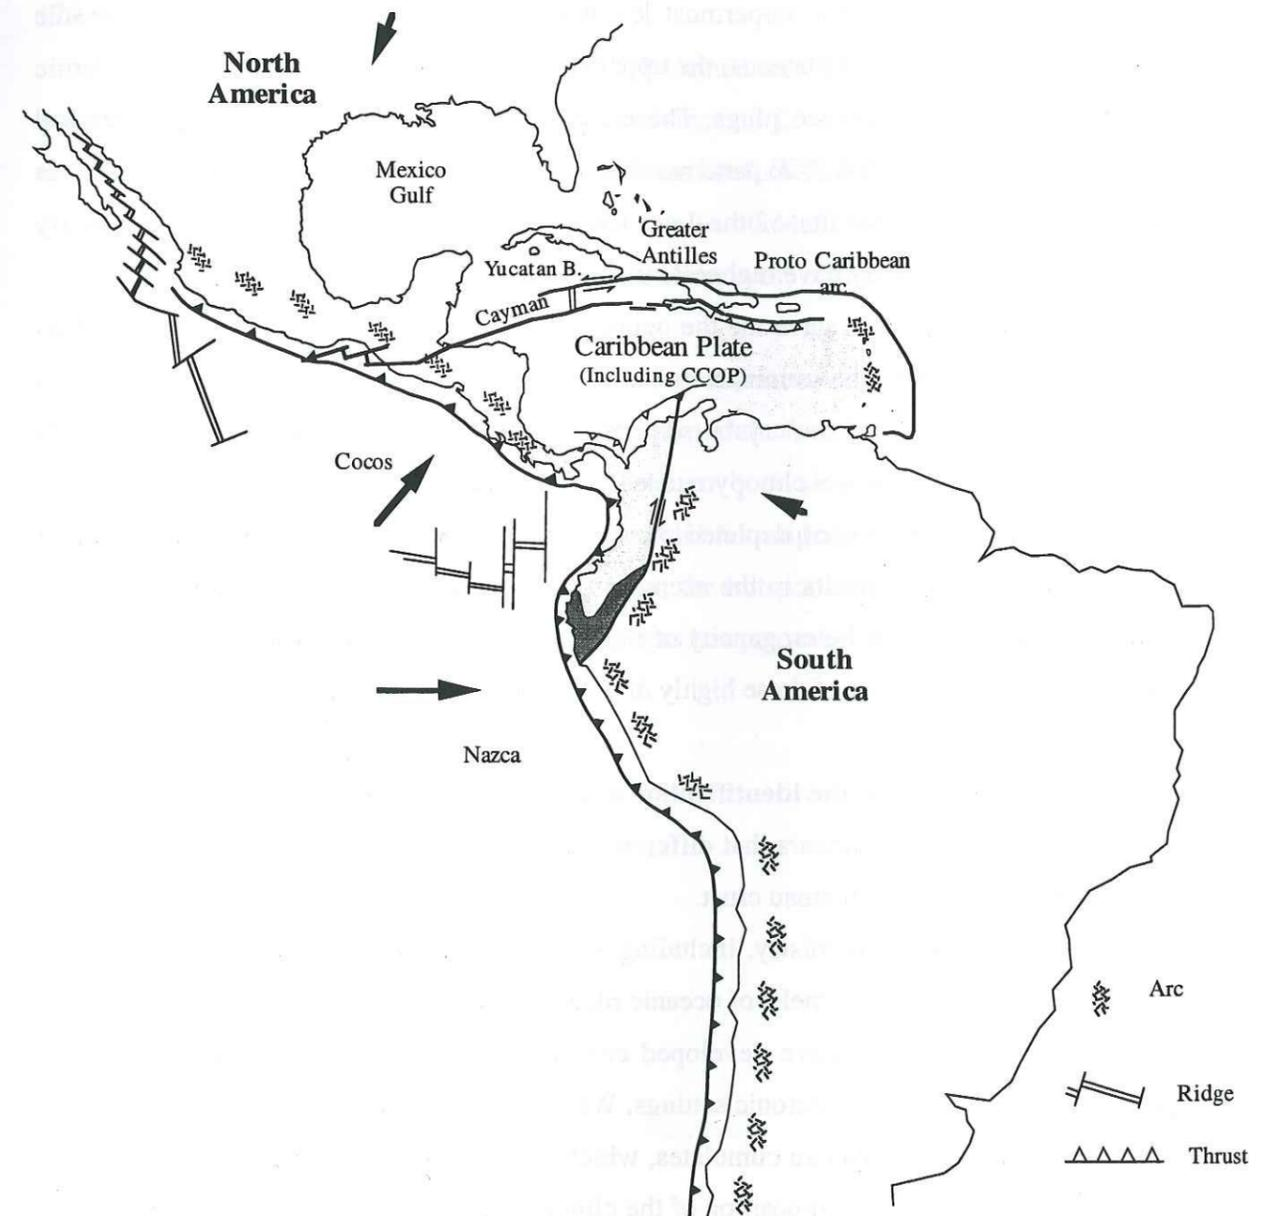 North
America
Mexico
Gulf
Greater
Antilles
Yucatan B.
Proto Caribbean
arc
Cayman
Caribbean Plate
(Including CCOP)
Cocos
South
America
Nazca
Arc
Ridge
Thrust